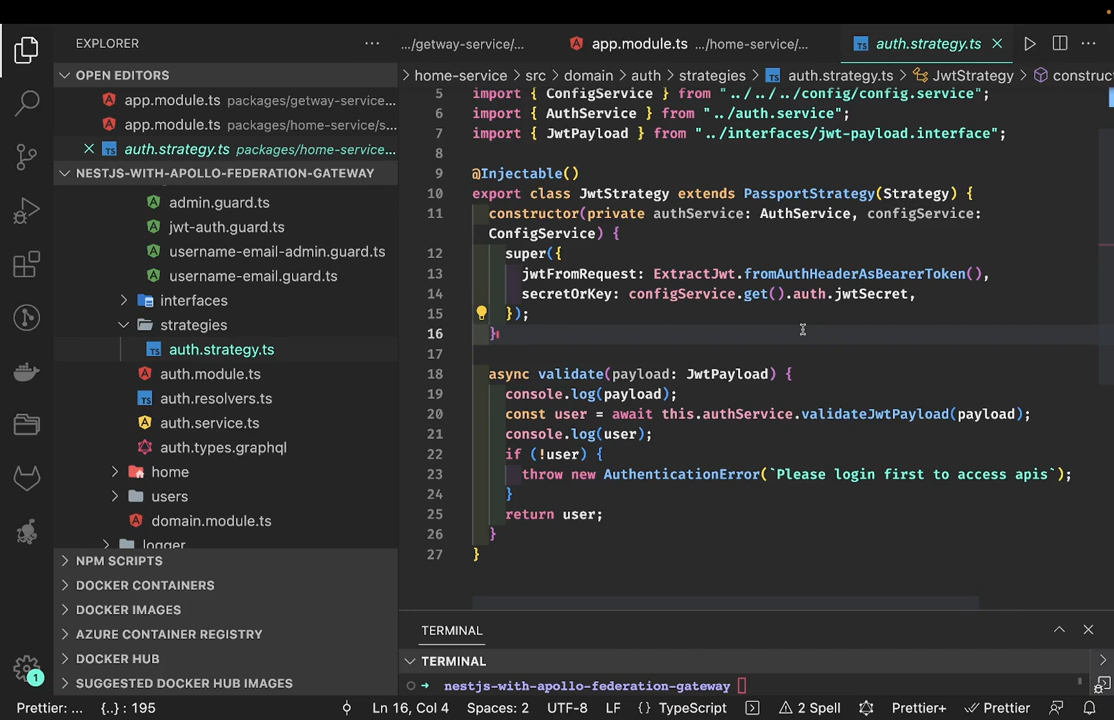 EXPLORER
OPEN EDITORS
app.module.ts packages/getway-service...
app.module.ts packages/home-service/s...
auth.strategy.ts packages/home-service...
NESTJS-WITH-APOLLO-FEDERATION-GATEWAY
admin.guard.ts
jwt-auth.guard.ts
username-email-admin.guard.ts
username-email.guard.ts
interfaces
strategies
auth.strategy.ts
auth.module.ts
auth.resolvers.ts
auth.service.ts
auth.types.graphql
home
users
domain.module.ts
logger
NPM SCRIPTS
DOCKER CONTAINERS
DOCKER IMAGES
AZURE CONTAINER REGISTRY
DOCKER HUB
SUGGESTED DOCKER HUB IMAGES
.../getway-service/... app.module.ts .../home-service/... TS auth.strategy.ts
home-service > src > domain > auth > strategies > TS auth.strategy.ts > JwtStrategy > constructo
5 import { ConfigService } from "../../../config/config.service";
6 import { AuthService } from "../auth.service";
7 import { JwtPayload } from "../interfaces/jwt-payload.interface";
8
9 @Injectable()
10 export class JwtStrategy extends PassportStrategy(Strategy) {
11 constructor(private authService: AuthService, configService:
ConfigService) {
12 super({
13 jwtFromRequest: ExtractJwt.fromAuthHeaderAsBearerToken(),
14 secretOrKey: configService.get().auth.jwtSecret,
15 });
16 }
17
18 async validate(payload: JwtPayload) {
19 console.log(payload);
20 const user = await this.authService.validateJwtPayload(payload);
21 console.log(user);
22 if (!user) {
23 throw new AuthenticationError(`Please login first to access apis`);
24 }
25 return user;
26 }
27 }
TERMINAL
TERMINAL
nestjs-with-apollo-federation-gateway
1
Prettier: ... {..} : 195 Ln 16, Col 4 Spaces: 2 UTF-8 LF {} TypeScript 2 Spell Prettier+ Prettier